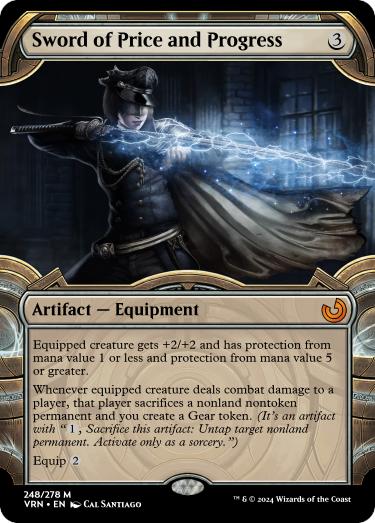 Sword of Price and Progress 3
Artifact — Equipment
Equipped creature gets +2/+2 and has protection from
mana value 1 or less and protection from mana value 5
or greater.
Whenever equipped creature deals combat damage to a
player, that player sacrifices a nonland nontoken
permanent and you create a Gear token. (It's an artifact
with “1, Sacrifice this artifact: Untap target nonland
permanent. Activate only as a sorcery.”)
Equip 2
248/278 M
VRN • EN Cal Santiago
™ & © 2024 Wizards of the Coast